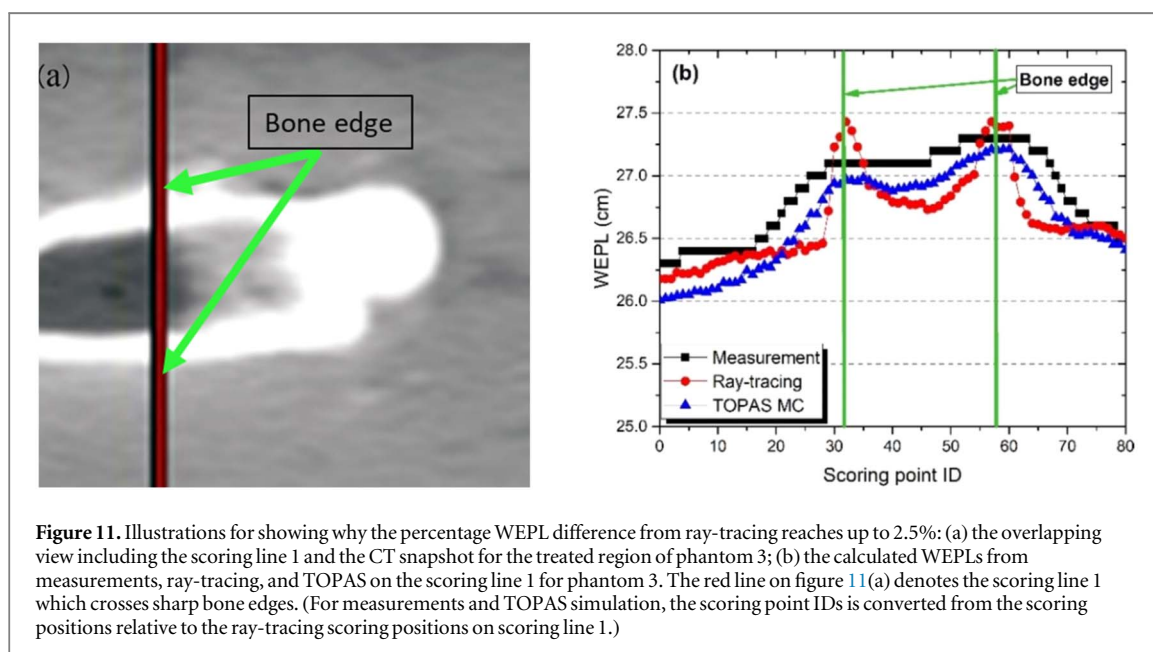 (a)
Bone edge
(b)
Bone edge
28.0
27.5
27.0
26.5
26.0
25.5
25.0
WEPL (cm)
Measurement
Ray-tracing
TOPAS MC
0 10 20 30 40 50 60 70 80
Scoring point ID
Figure 11. Illustrations for showing why the percentage WEPL difference from ray-tracing reaches up to 2.5%: (a) the overlapping
view including the scoring line 1 and the CT snapshot for the treated region of phantom 3; (b) the calculated WEPLs from
measurements, ray-tracing, and TOPAS on the scoring line 1 for phantom 3. The red line on figure 11(a) denotes the scoring line 1
which crosses sharp bone edges. (For measurements and TOPAS simulation, the scoring point IDs is converted from the scoring
positions relative to the ray-tracing scoring positions on scoring line 1.)